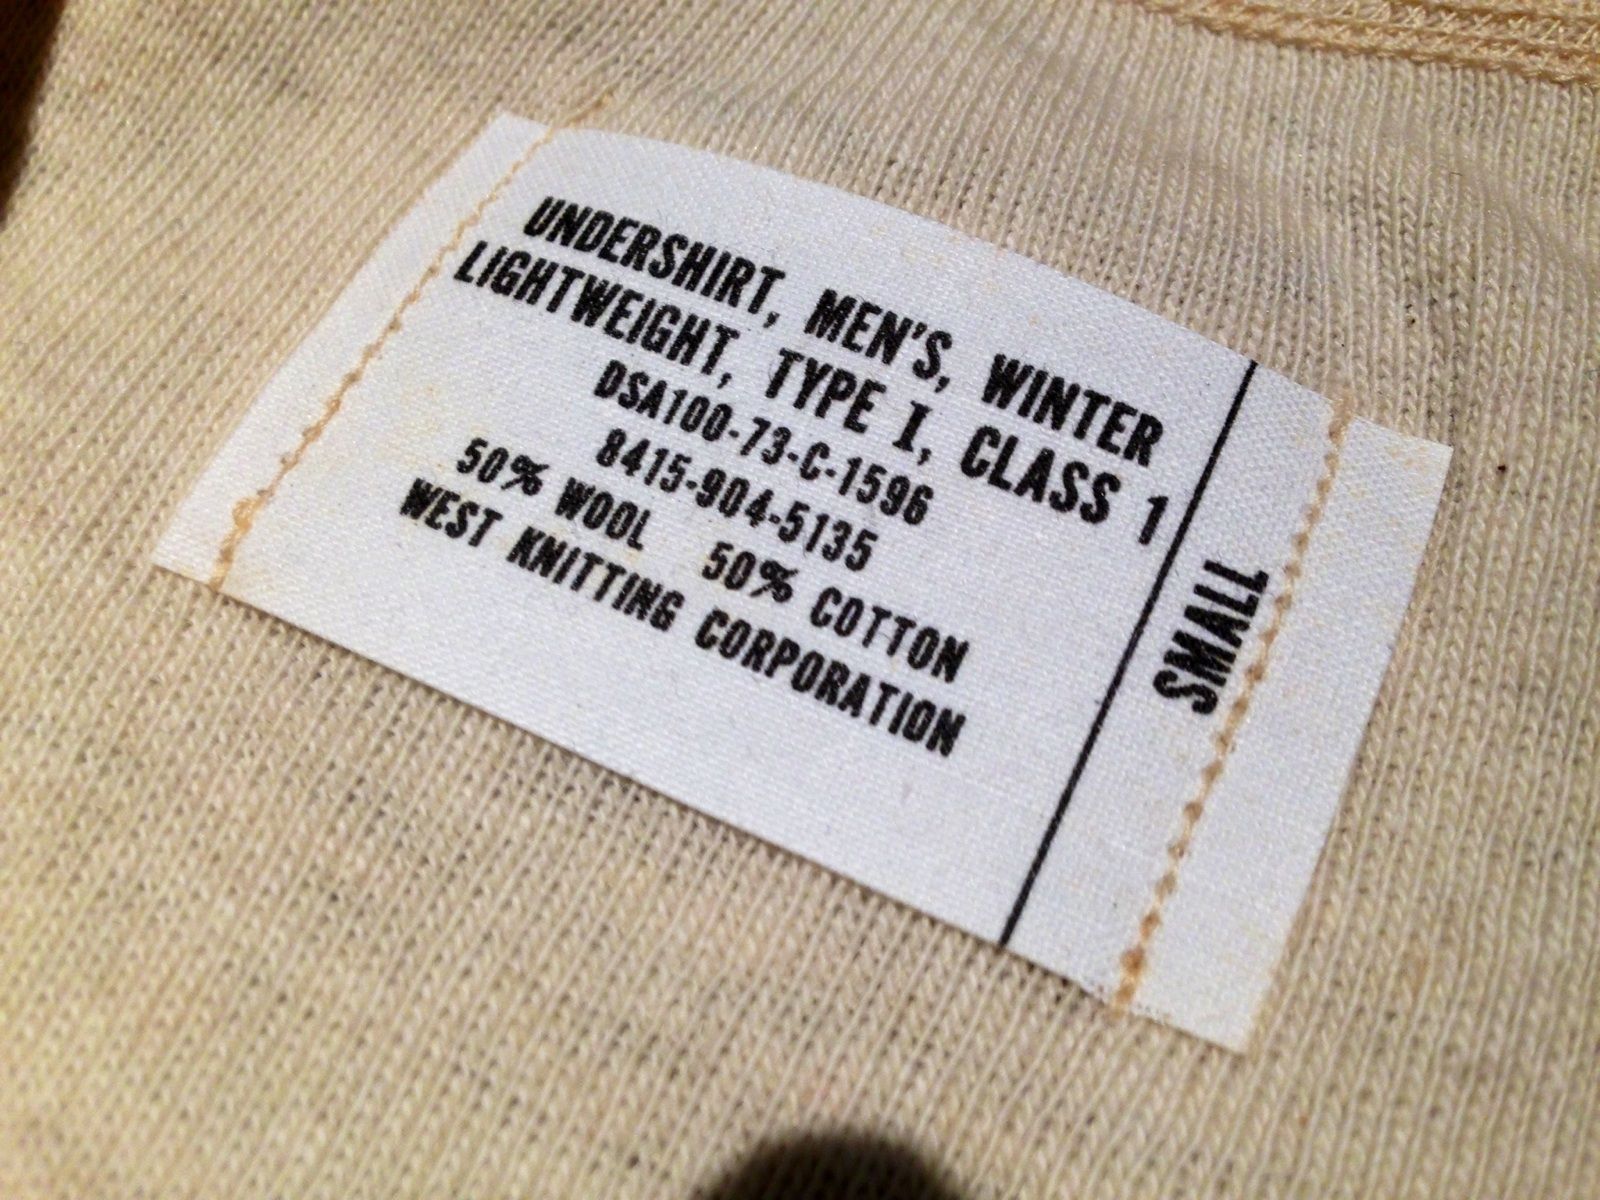 UNDERSHIRT, MEN'S, WINTER
LIGHTWEIGHT, TYPE I, CLASS 1
DSA100-73-C-1596
8415-904-5135
50% WOOL 50% COTTON
WEST KNITTING CORPORATION
SMALL